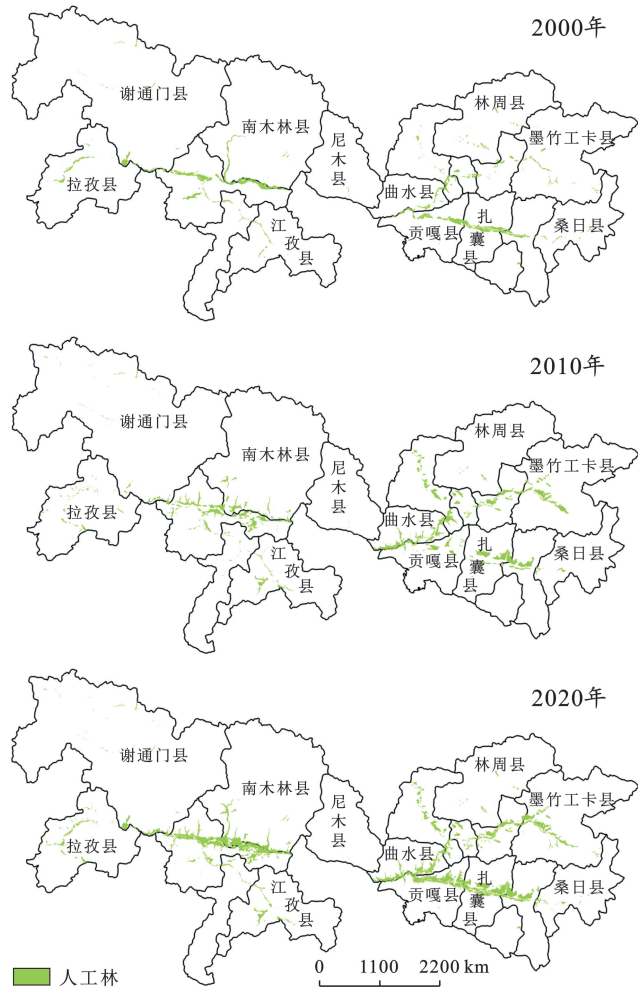 2000年
谢通门县
林周县
南木林县
墨竹工卡县
尼木县
拉孜县
曲水县
江孜县
贡嘎县
扎囊县
桑日县
2010年
谢通门县
林周县
南木林县
墨竹工卡县
尼木县
拉孜县
曲水县
江孜县
贡嘎县
扎囊县
桑日县
2020年
谢通门县
林周县
南木林县
墨竹工卡县
尼木县
拉孜县
曲水县
江孜县
贡嘎县
扎囊县
桑日县
人工林
0 1100 2200 km